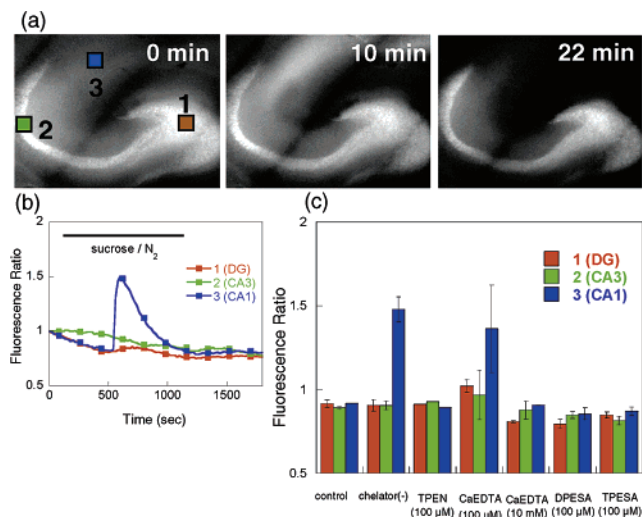 (a)
0 min
10 min
22 min
3
1
2
(b)
(c)
sucrose / N2
1 (DG)
2 (CA3)
3 (CA1)
Fluorescence Ratio
2
1.5
1
0.5
0
500
1000
1500
Time (sec)
1 (DG)
2 (CA3)
3 (CA1)
Fluorescence Ratio
2
1.5
1
0.5
control
chelator(-)
TPEN
(100 μM)
CaEDTA
(100 μM)
CaEDTA
(10 mM)
DPESA
(100 μM)
TPESA
(100 μM)